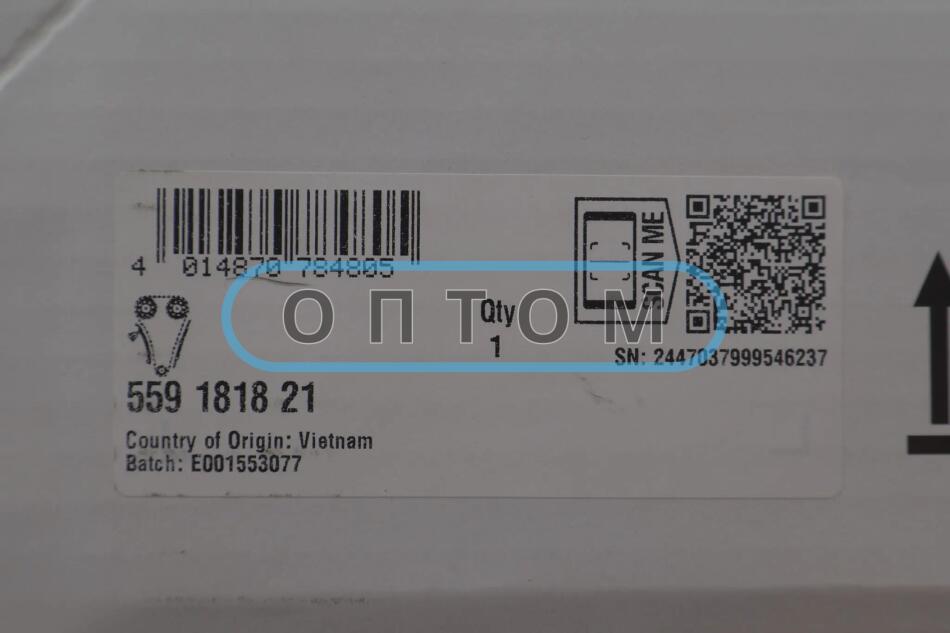 4 014870 784805
SCAN ME
ОПТОМ
Qty
1
SN: 2447037999546237
559 1818 21
Country of Origin: Vietnam
Batch: E001553077